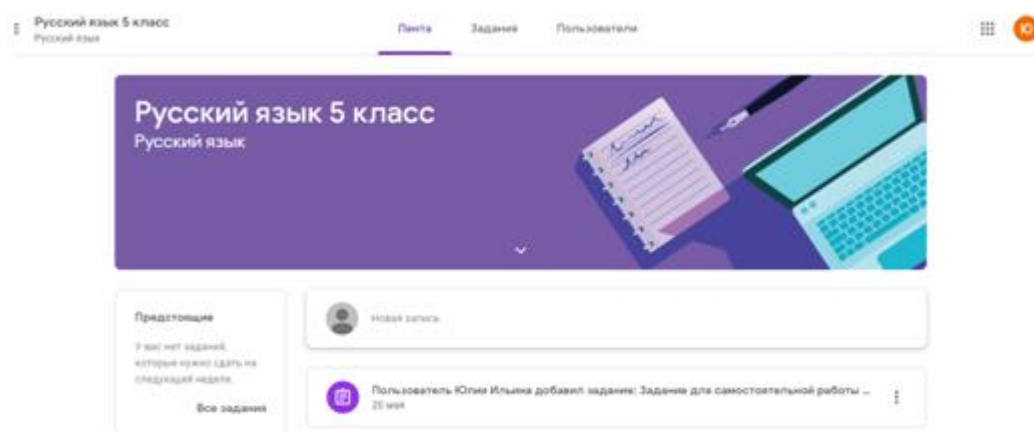 Русский язык 5 класс
Русский язык
Лента Задания Пользователи
Ю
Русский язык 5 класс
Русский язык
Предстоящие
У вас нет заданий,
которые нужно сдать на
следующей неделе.
Все задания
Новая запись
Пользователь Юлия Ильина добавил задание: Задание для самостоятельной работы ...
25 мая